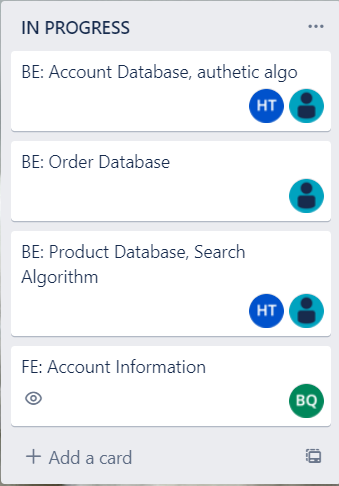 IN PROGRESS
BE: Account Database, authetic algo
HT
BE: Order Database
BE: Product Database, Search
Algorithm
HT
FE: Account Information
BQ
Add a card